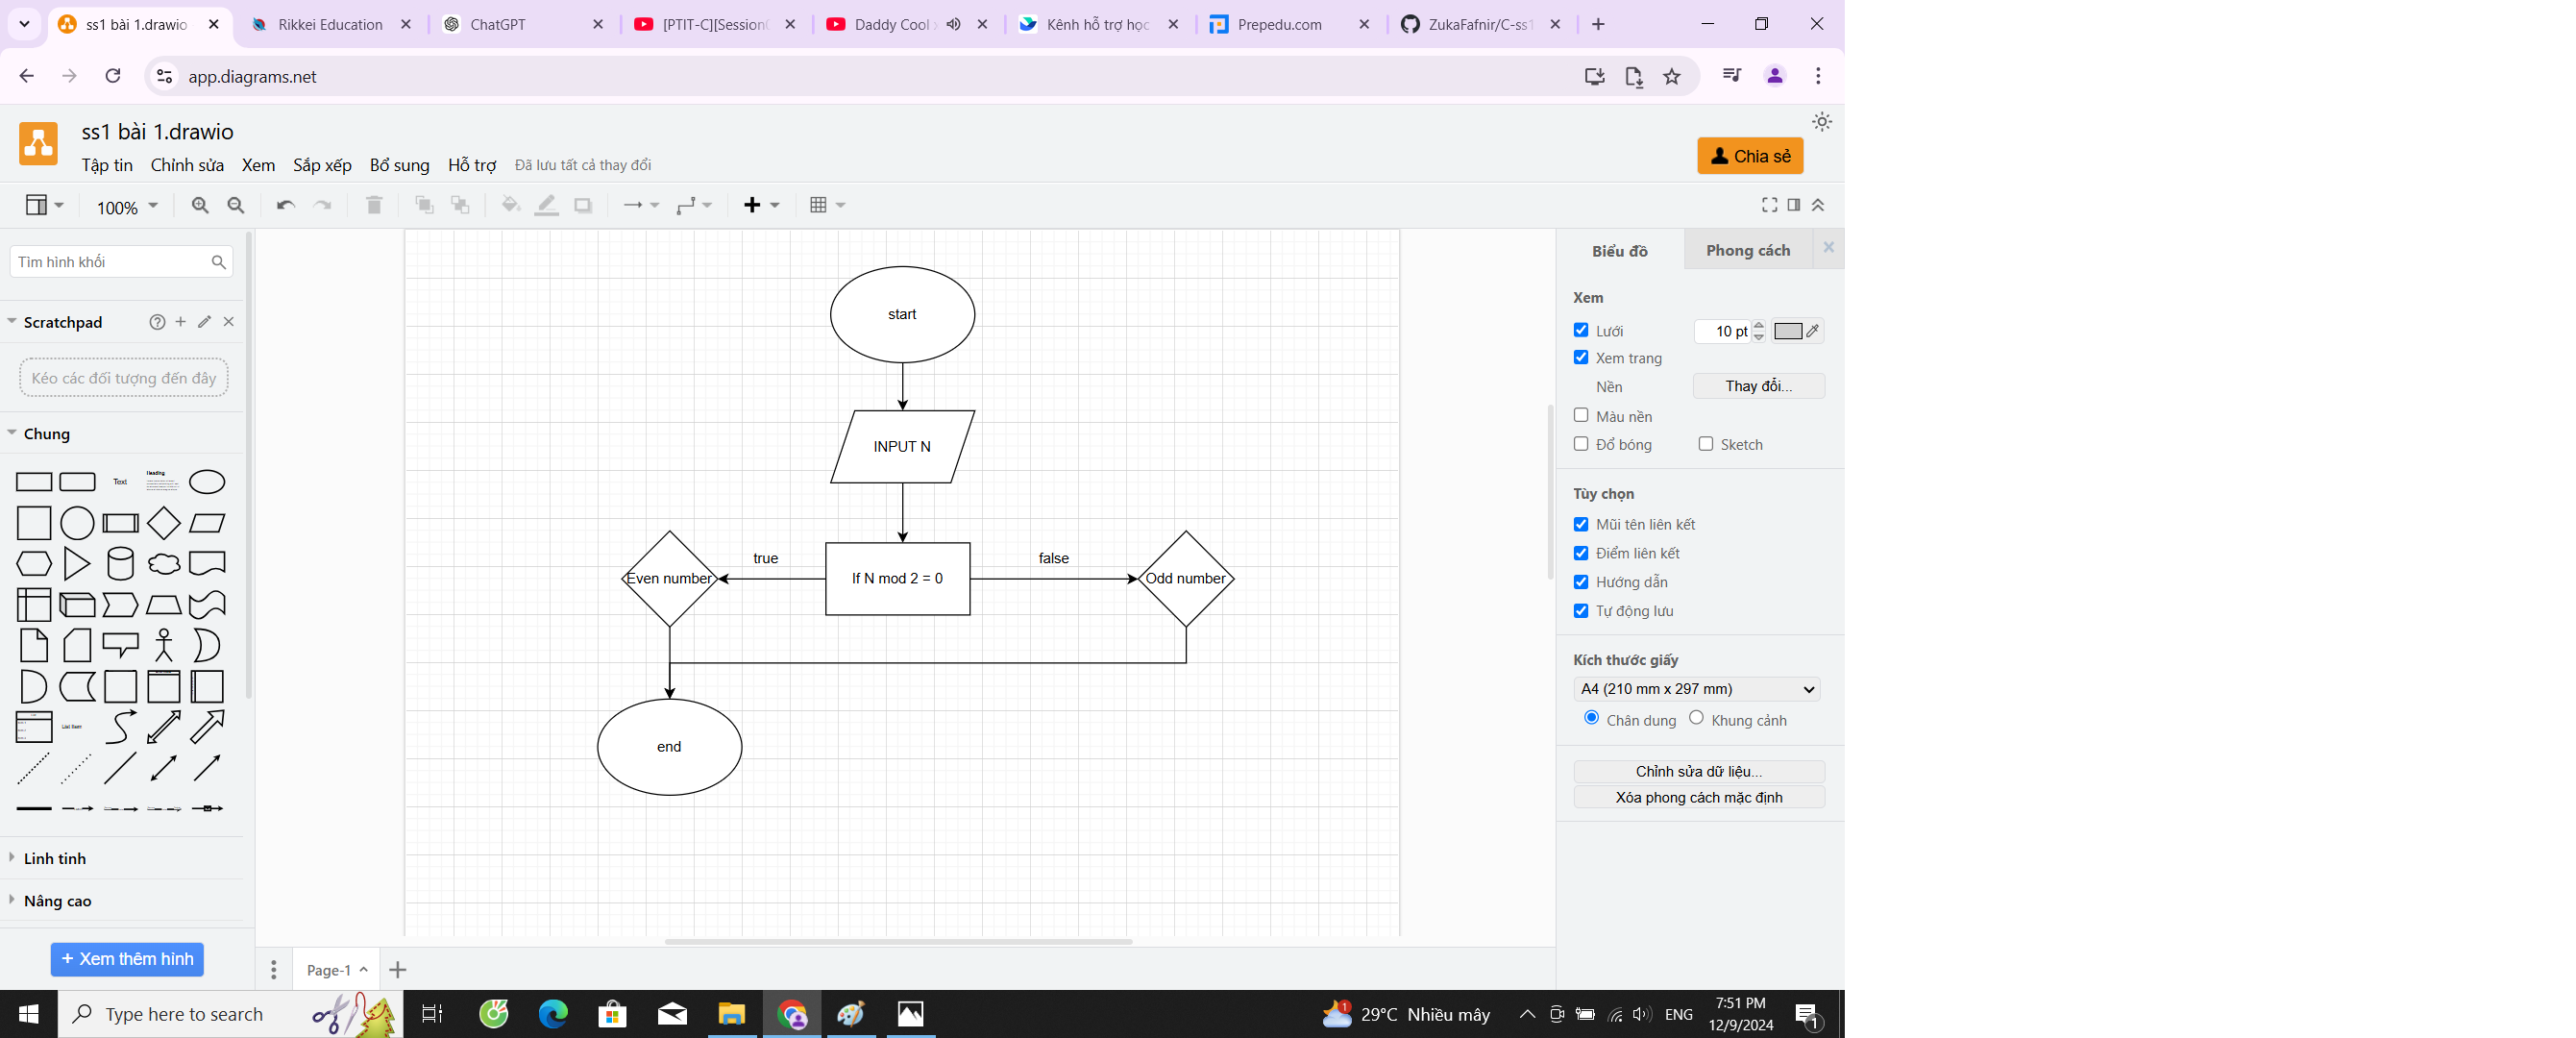 ss1 bài 1.drawio
Rikkei Education
ChatGPT
[PTIT-C][Session
Daddy Cool
Kênh hỗ trợ học
Prepedu.com
ZukaFafnir/C-ss1
app.diagrams.net
ss1 bài 1.drawio
Tập tin Chỉnh sửa Xem Sắp xếp Bổ sung Hỗ trợ Đã lưu tất cả thay đổi
Chia sẻ
100%
Tìm hình khối
Scratchpad
Kéo các đối tượng đến đây
Chung
Text
Heading
List Item
Linh tinh
Nâng cao
+ Xem thêm hình
start
INPUT N
Even number
true
If N mod 2 = 0
false
Odd number
end
Page-1
Biểu đồ
Phong cách
Xem
Lưới
10 pt
Xem trang
Nền
Thay đổi...
Màu nền
Đổ bóng
Sketch
Tùy chọn
Mũi tên liên kết
Điểm liên kết
Hướng dẫn
Tự động lưu
Kích thước giấy
A4 (210 mm x 297 mm)
Chân dung
Khung cảnh
Chỉnh sửa dữ liệu...
Xóa phong cách mặc định
Type here to search
1
29°C Nhiều mây
ENG
7:51 PM
12/9/2024
1